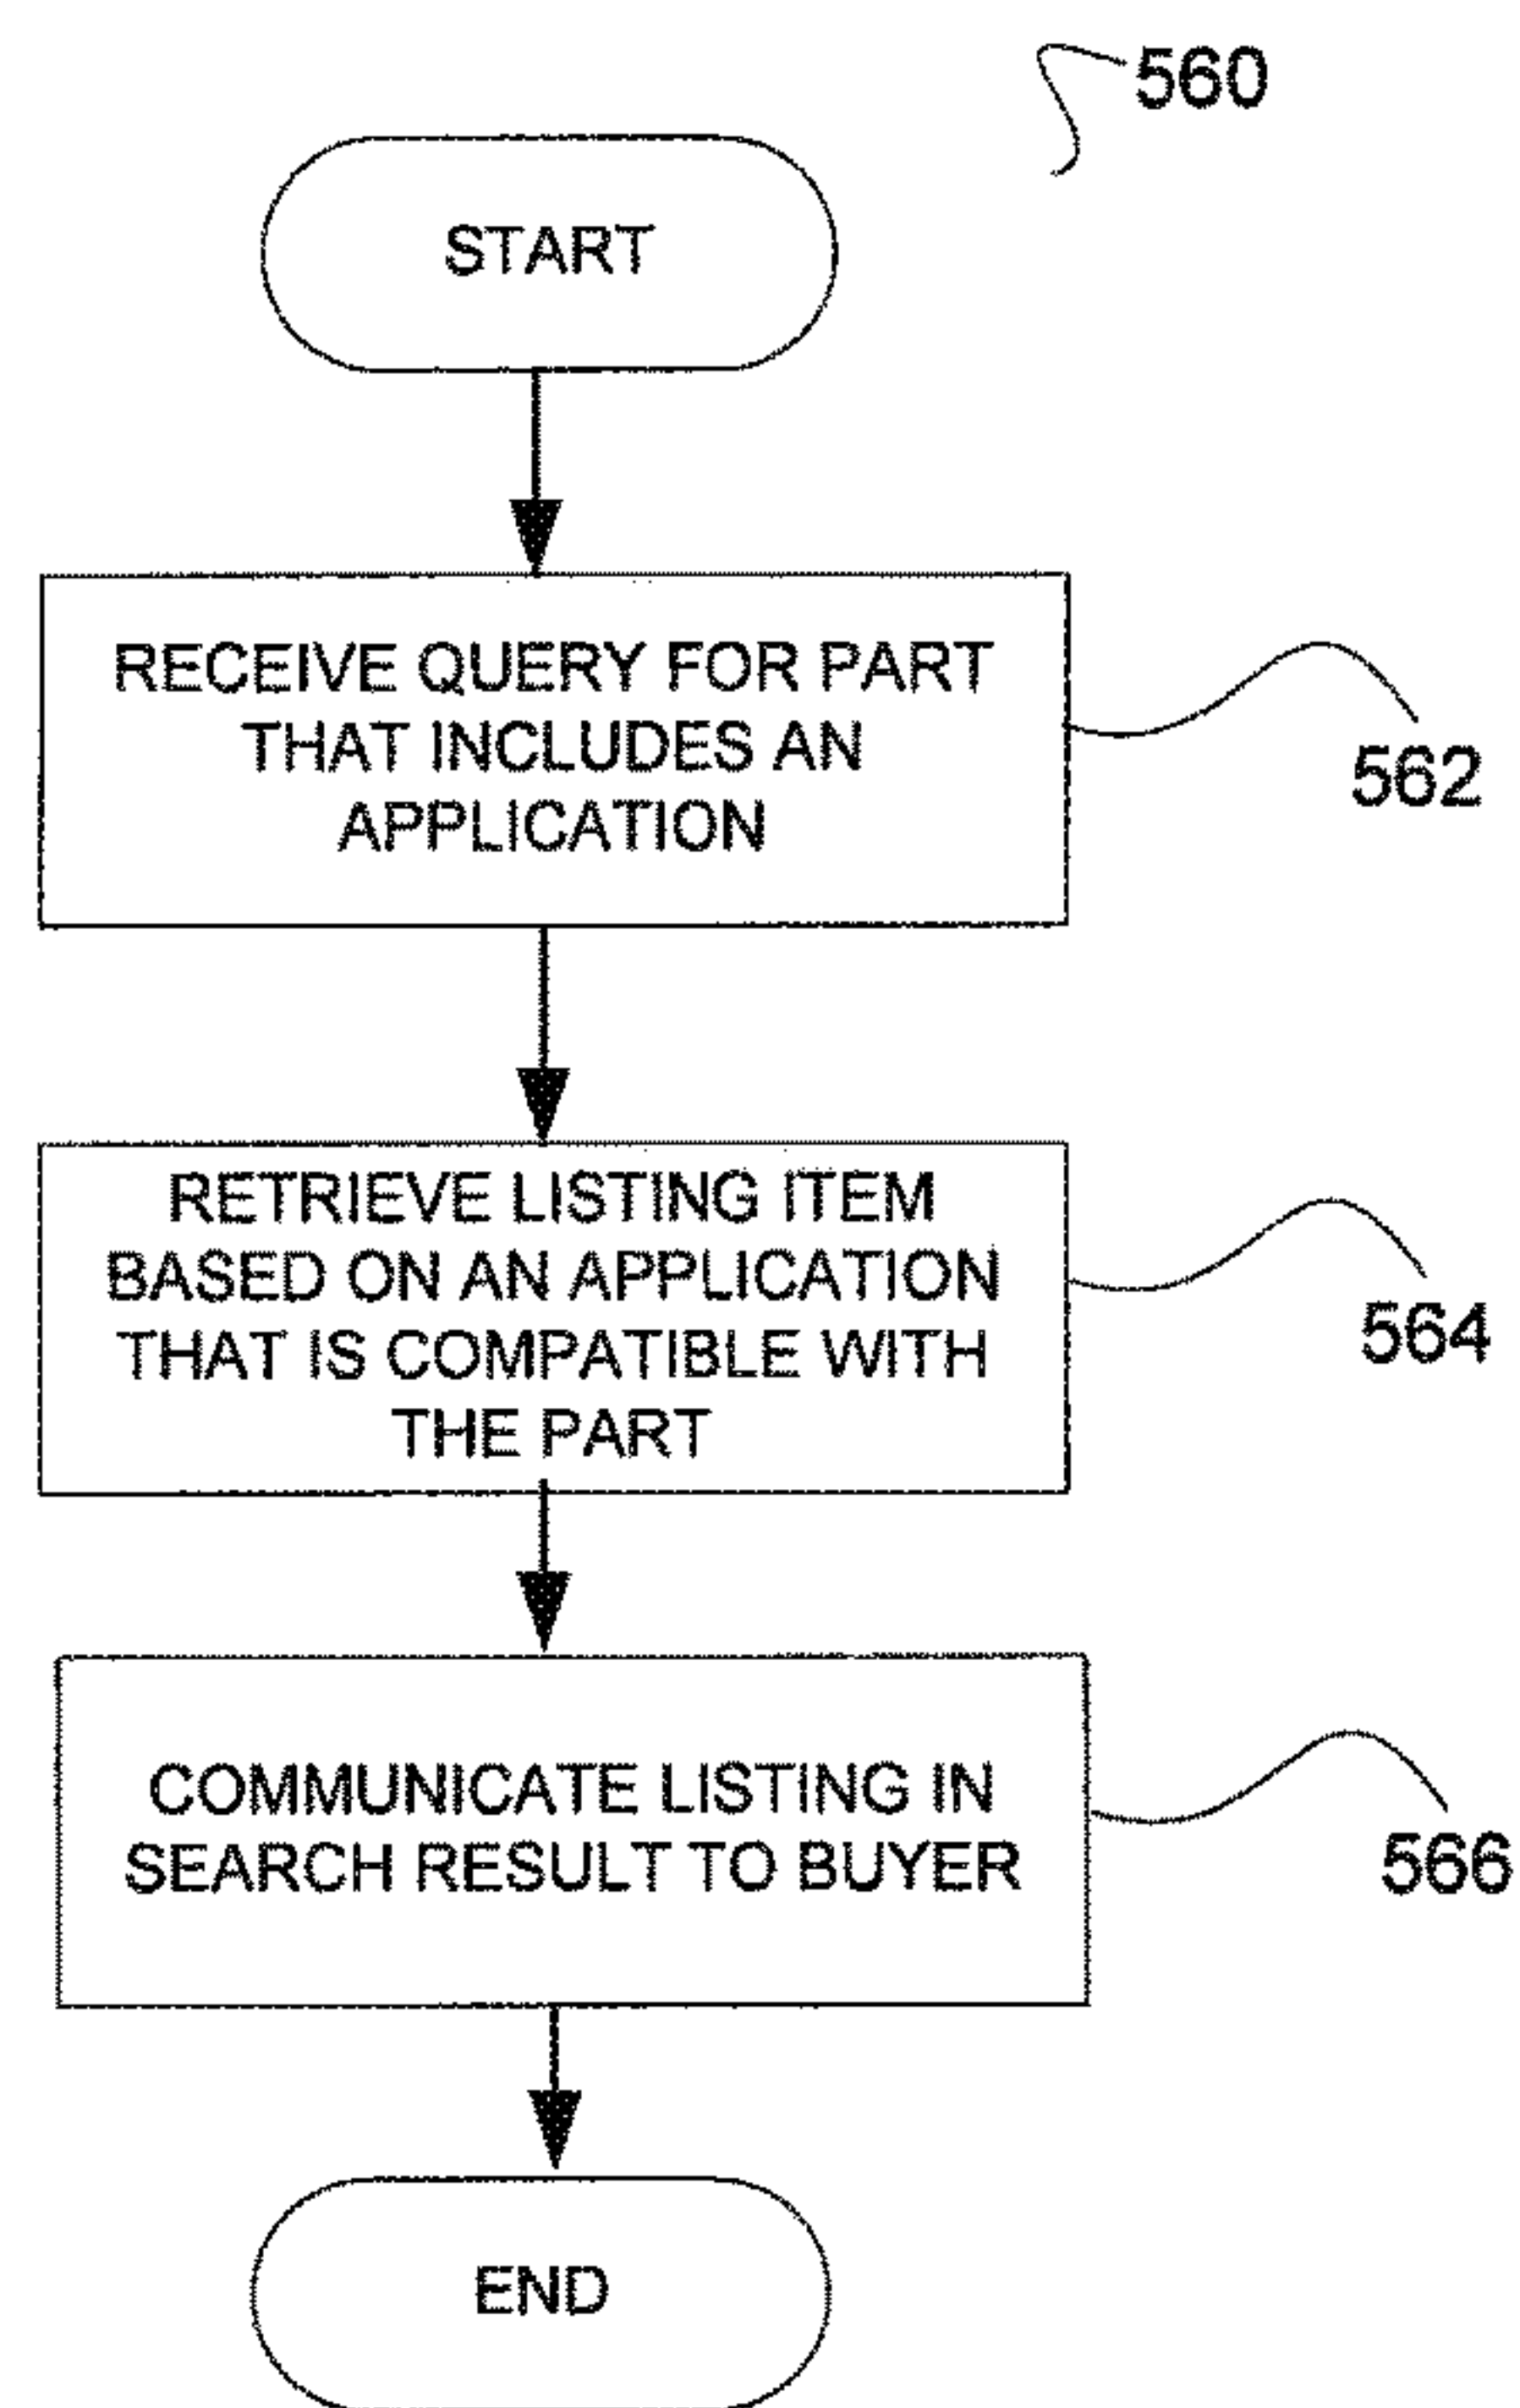 560
START
RECEIVE QUERY FOR PART
THAT INCLUDES AN
APPLICATION
562
RETRIEVE LISTING ITEM
BASED ON AN APPLICATION
THAT IS COMPATIBLE WITH
THE PART
564
COMMUNICATE LISTING IN
SEARCH RESULT TO BUYER
566
END